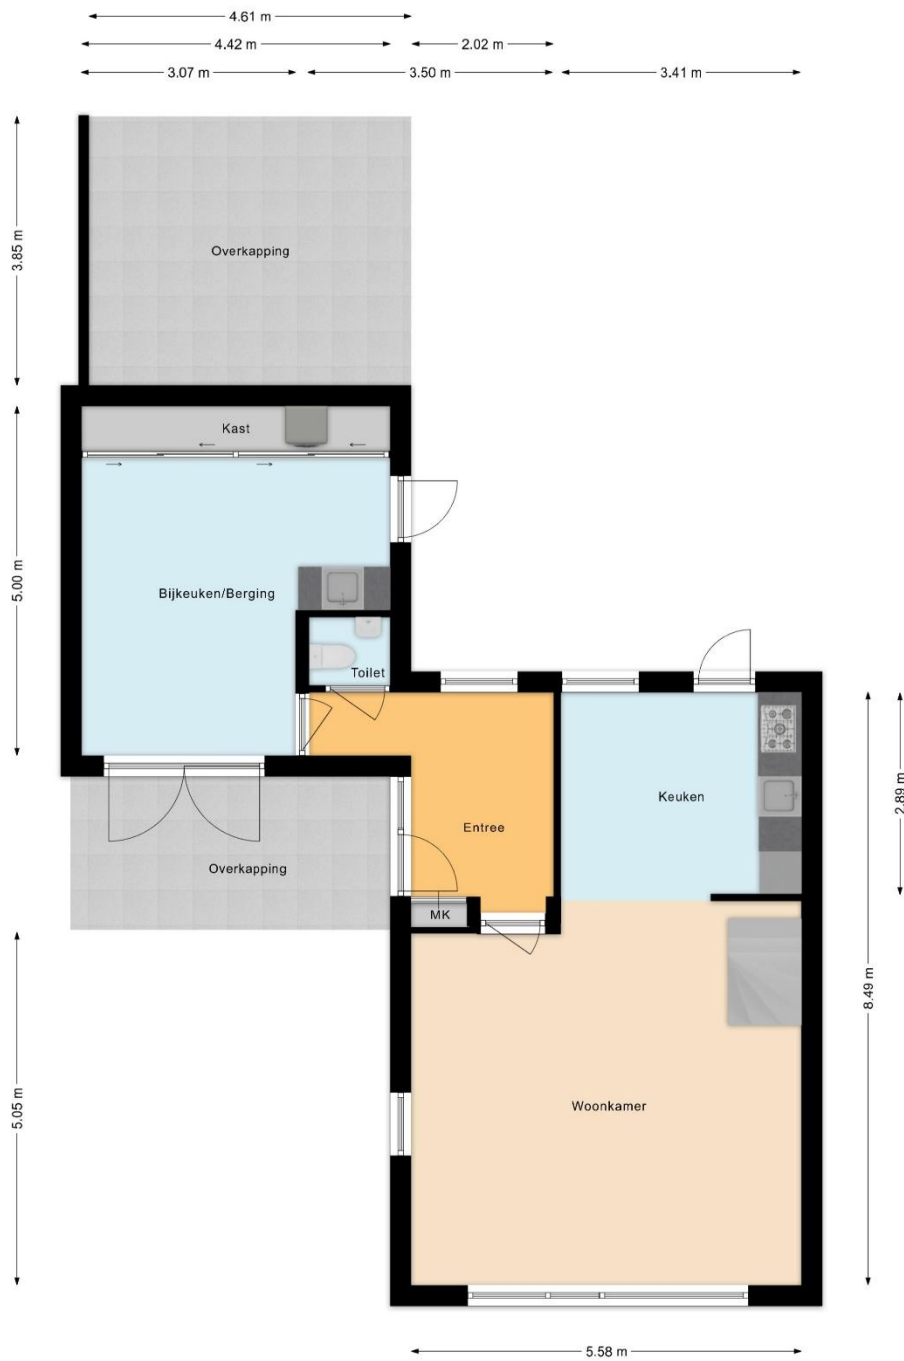 4.61 m
4.42 m
2.02 m
3.07 m
3.50 m
3.41 m
3.85 m
Overkapping
Kast
5.00 m
Bijkeuken/Berging
Toilet
2.89 m
Keuken
Entree
Overkapping
MK
8.49 m
5.05 m
Woonkamer
5.58 m